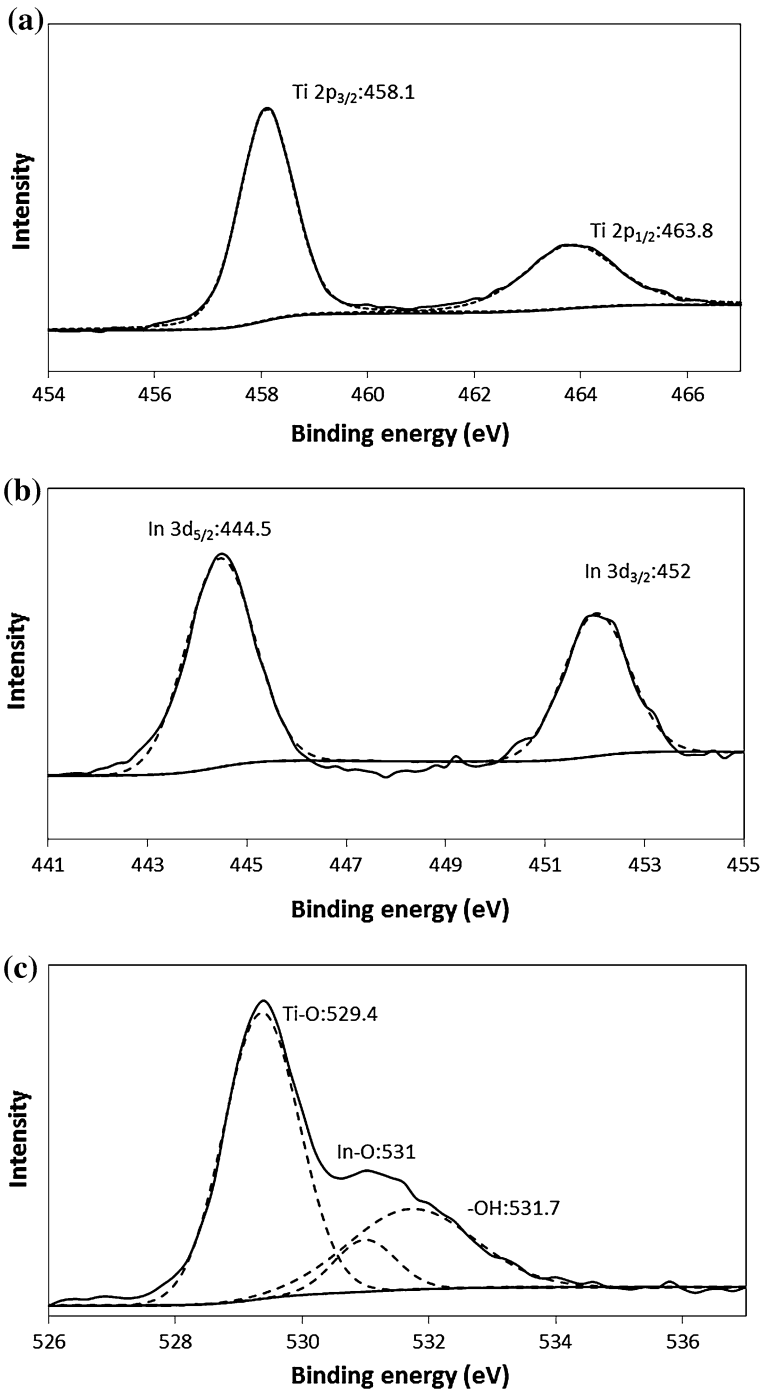 (a)
Ti 2p3/2:458.1
Ti 2p1/2:463.8
Intensity
454 456 458 460 462 464 466
Binding energy (eV)
(b)
In 3d5/2:444.5
In 3d3/2:452
Intensity
441 443 445 447 449 451 453 455
Binding energy (eV)
(c)
Ti-O:529.4
In-O:531
-OH:531.7
Intensity
526 528 530 532 534 536
Binding energy (eV)